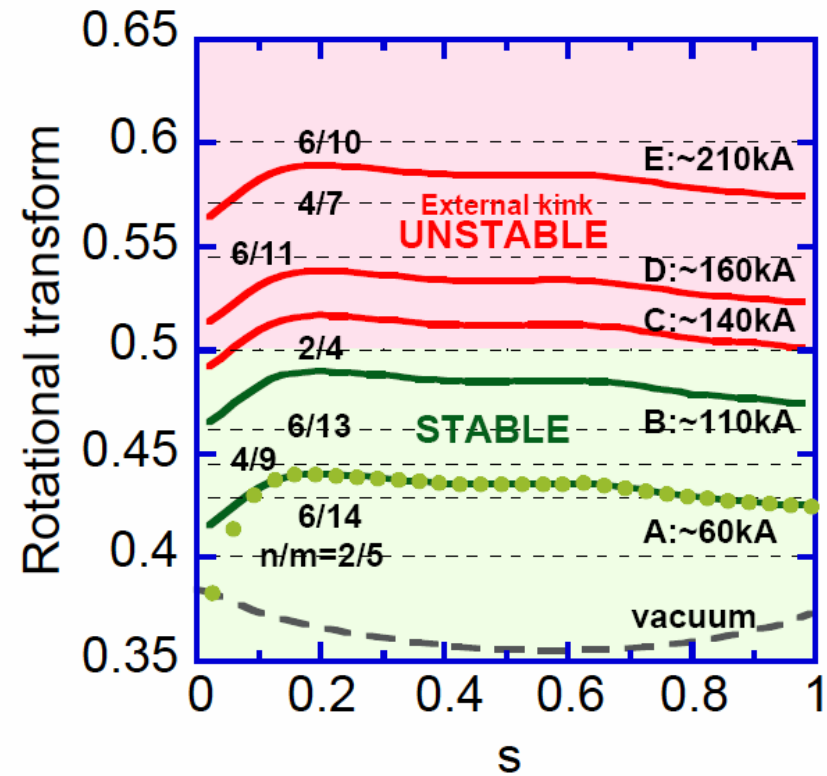 0.65
0.6
0.55
0.5
0.45
0.4
0.35
Rotational transform
6/10
E:~210kA
4/7
External kink
UNSTABLE
6/11
D:~160kA
C:~140kA
2/4
6/13
STABLE
B:~110kA
4/9
6/14
A:~60kA
n/m=2/5
vacuum
0
0.2
0.4
0.6
0.8
1
s